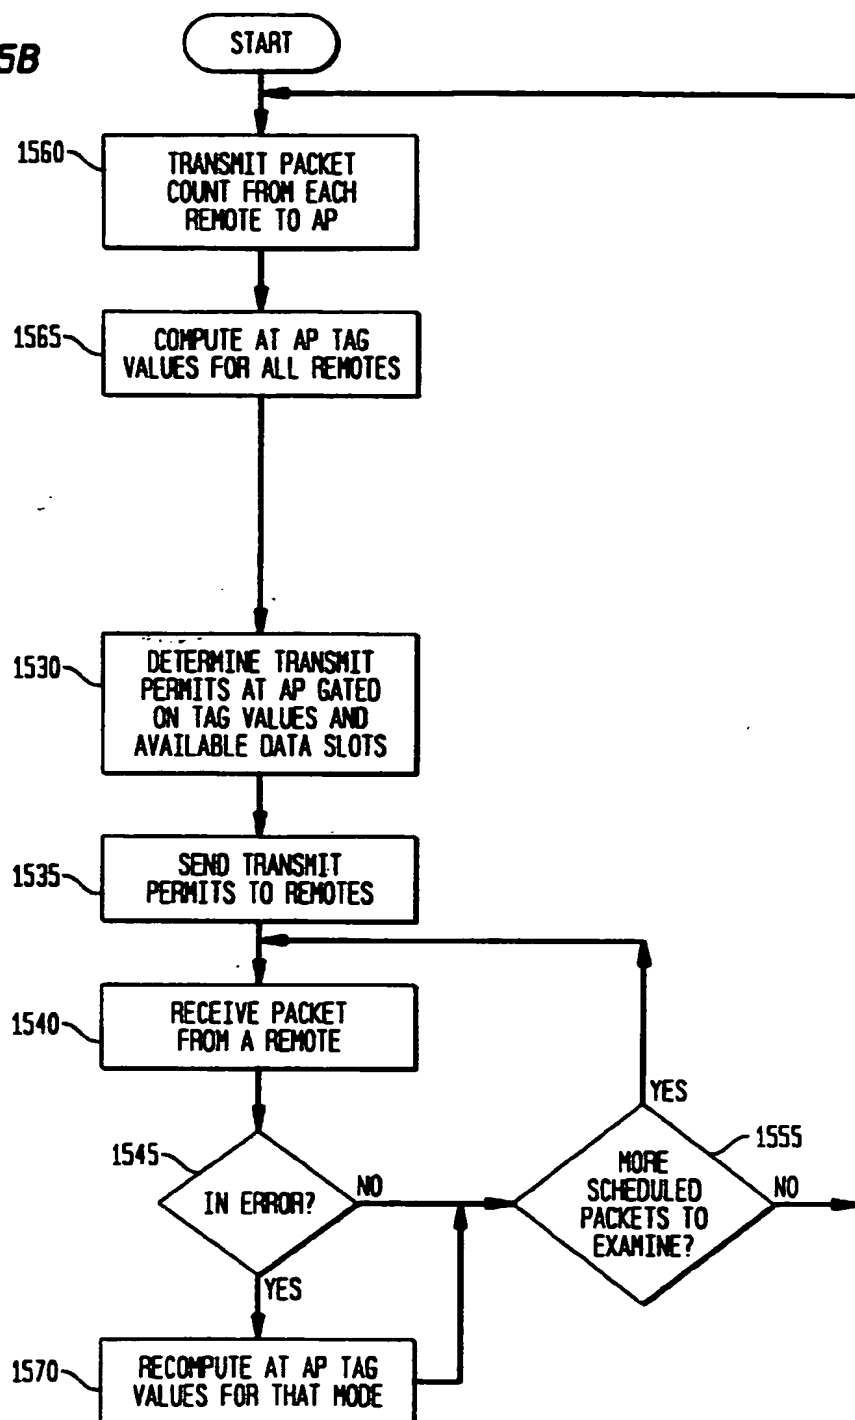 5B
START
1560
TRANSMIT PACKET
COUNT FROM EACH
REMOTE TO AP
1565
COMPUTE AT AP TAG
VALUES FOR ALL REMOTES
1530
DETERMINE TRANSMIT
PERMITS AT AP GATED
ON TAG VALUES AND
AVAILABLE DATA SLOTS
1535
SEND TRANSMIT
PERMITS TO REMOTES
1540
RECEIVE PACKET
FROM A REMOTE
1545
IN ERROR?
NO
YES
1570
RECOMPUTE AT AP TAG
VALUES FOR THAT MODE
YES
1555
MORE
SCHEDULED
PACKETS TO
EXAMINE?
NO